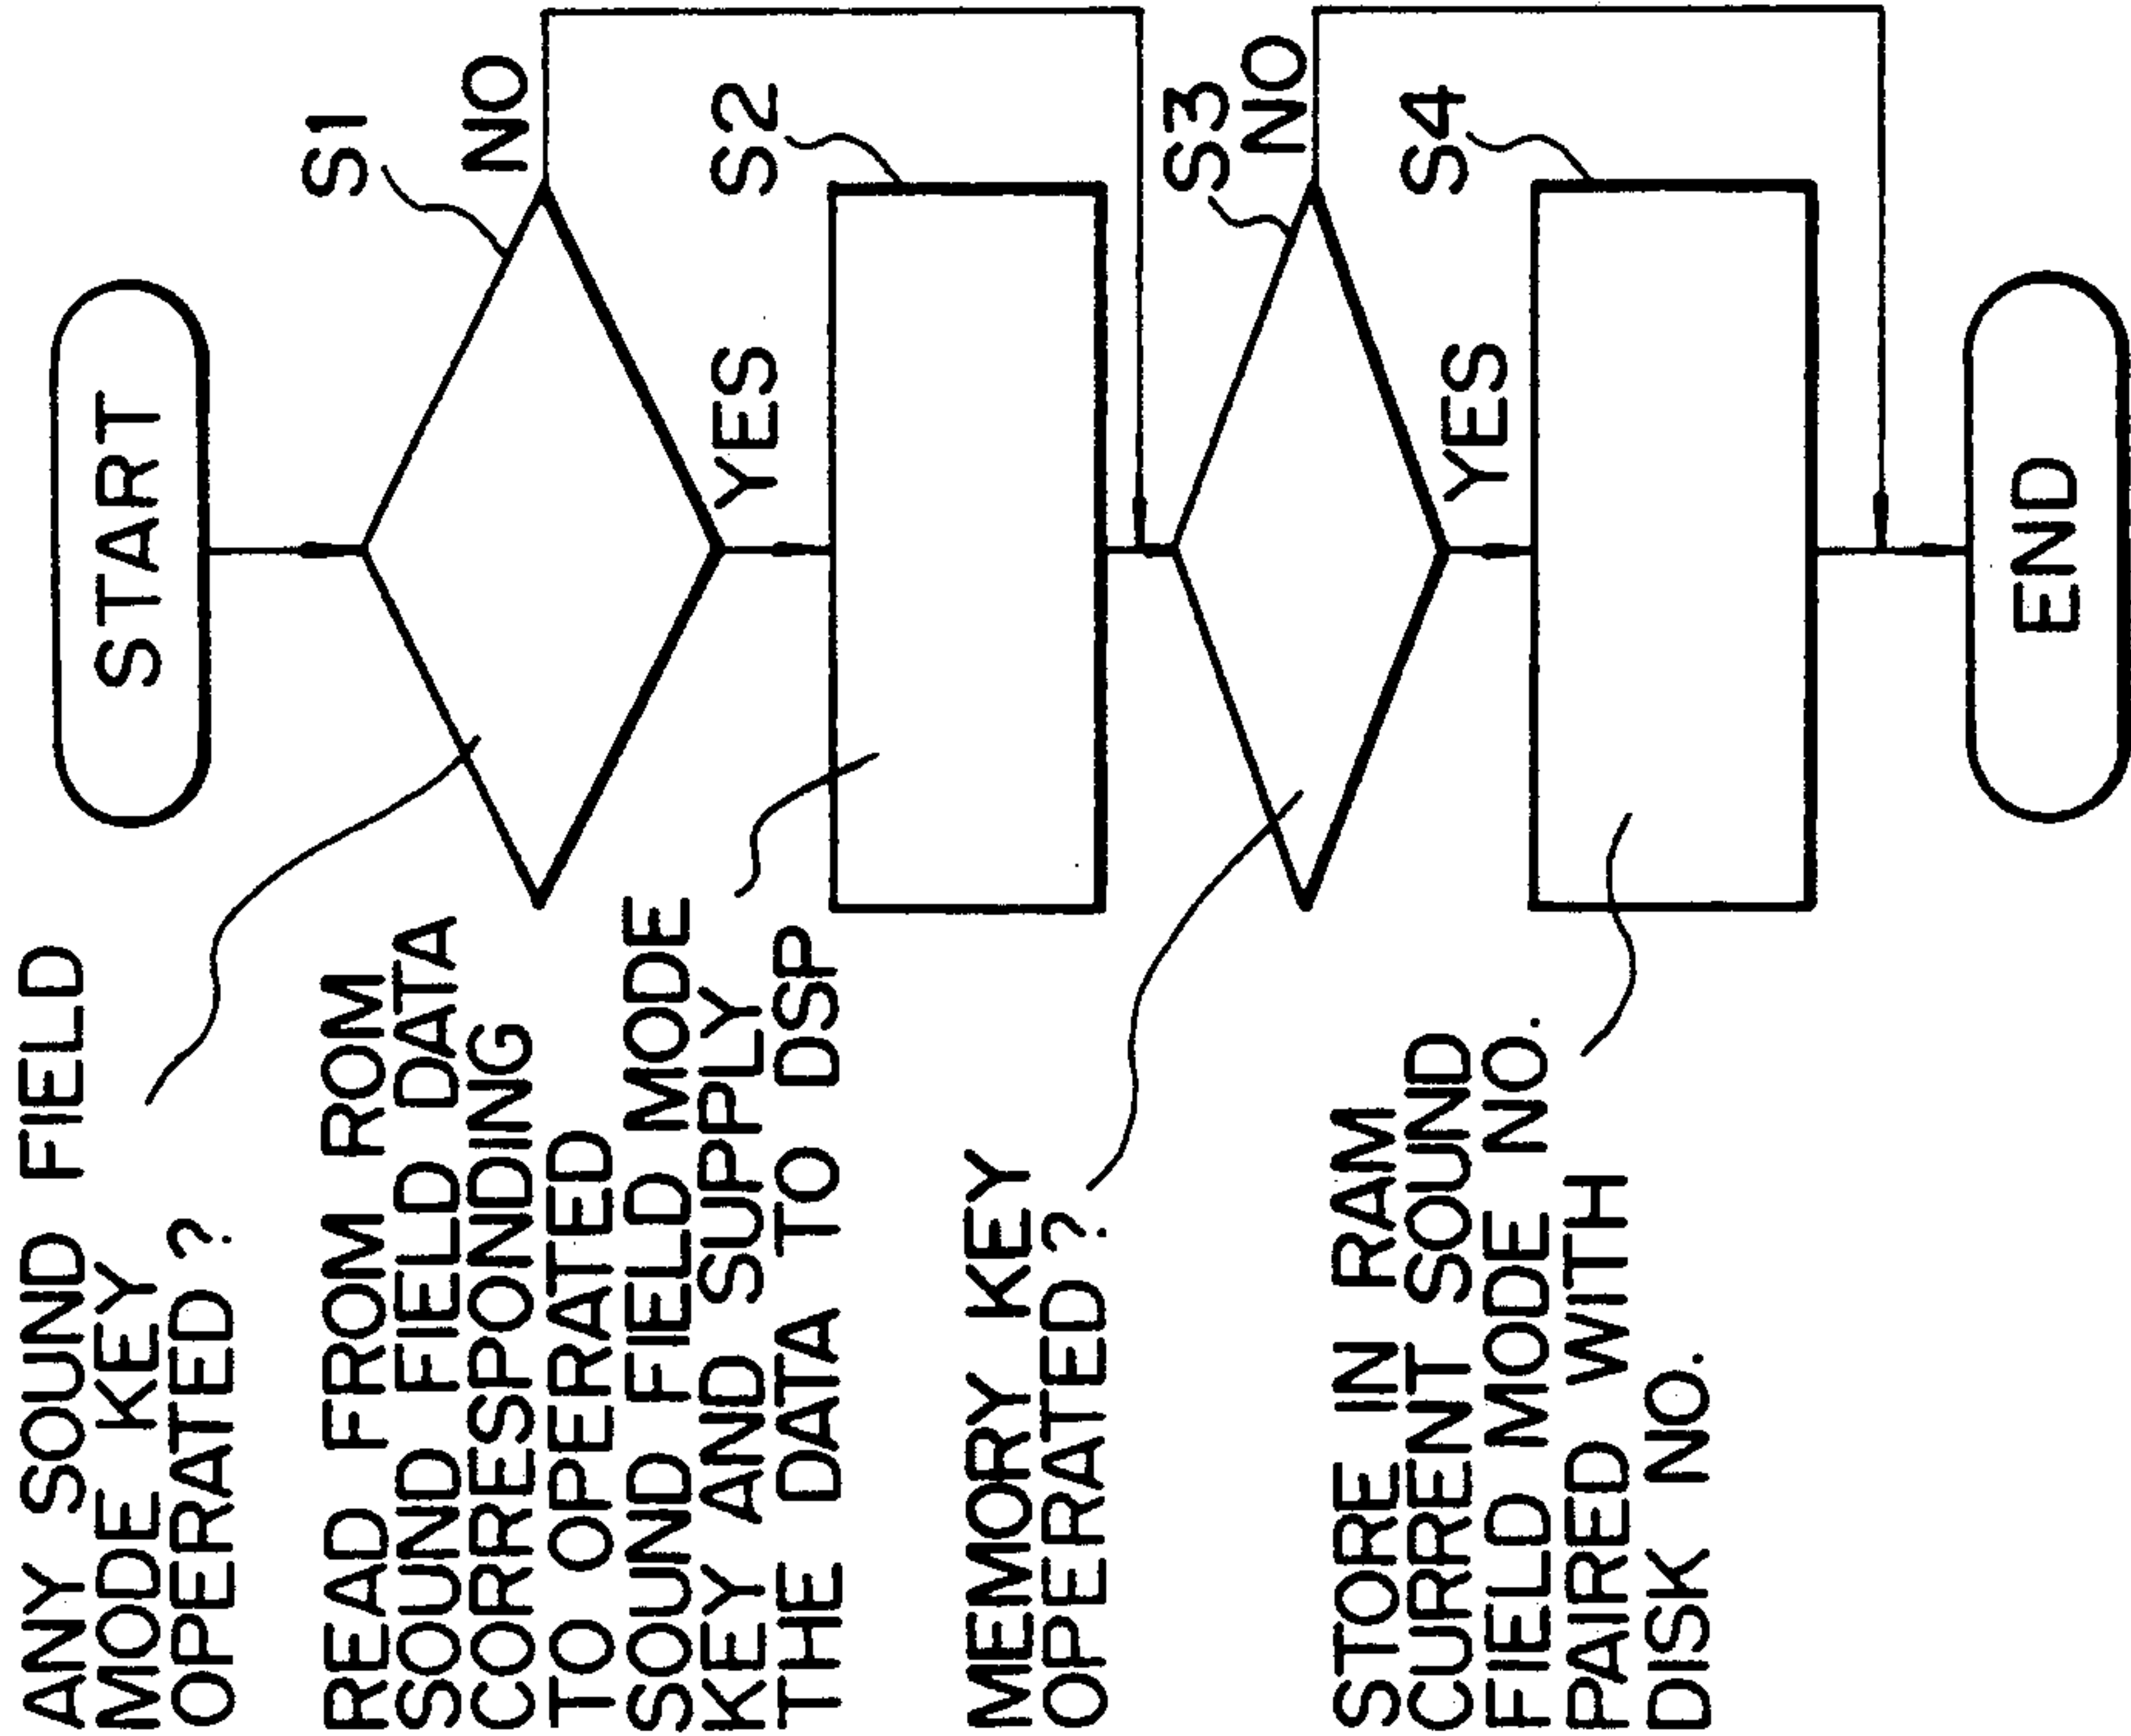 START
ANY SOUND FIELD
MODE KEY
OPERATED ?
S1
NO
YES
READ FROM ROM
SOUND FIELD DATA
CORRESPONDING
TO OPERATED
SOUND FIELD MODE
KEY AND SUPPLY
THE DATA TO DSP
S2
MEMORY KEY
OPERATED ?
S3
NO
YES
STORE IN RAM
CURRENT SOUND
FIELD MODE NO.
PAIRED WITH
DISK NO.
S4
END